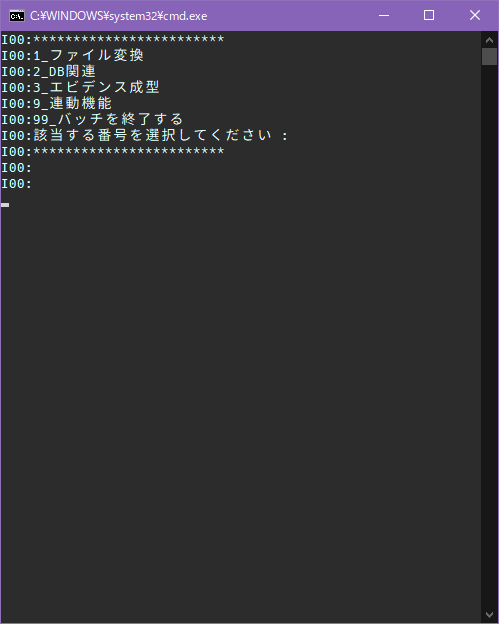 C:¥WINDOWS¥system32¥cmd.exe
I00:************************
I00:1_ファイル変換
I00:2_DB関連
I00:3_エビデンス成型
I00:9_連動機能
I00:99_バッチを終了する
I00:該当する番号を選択してください :
I00:************************
I00:
I00: